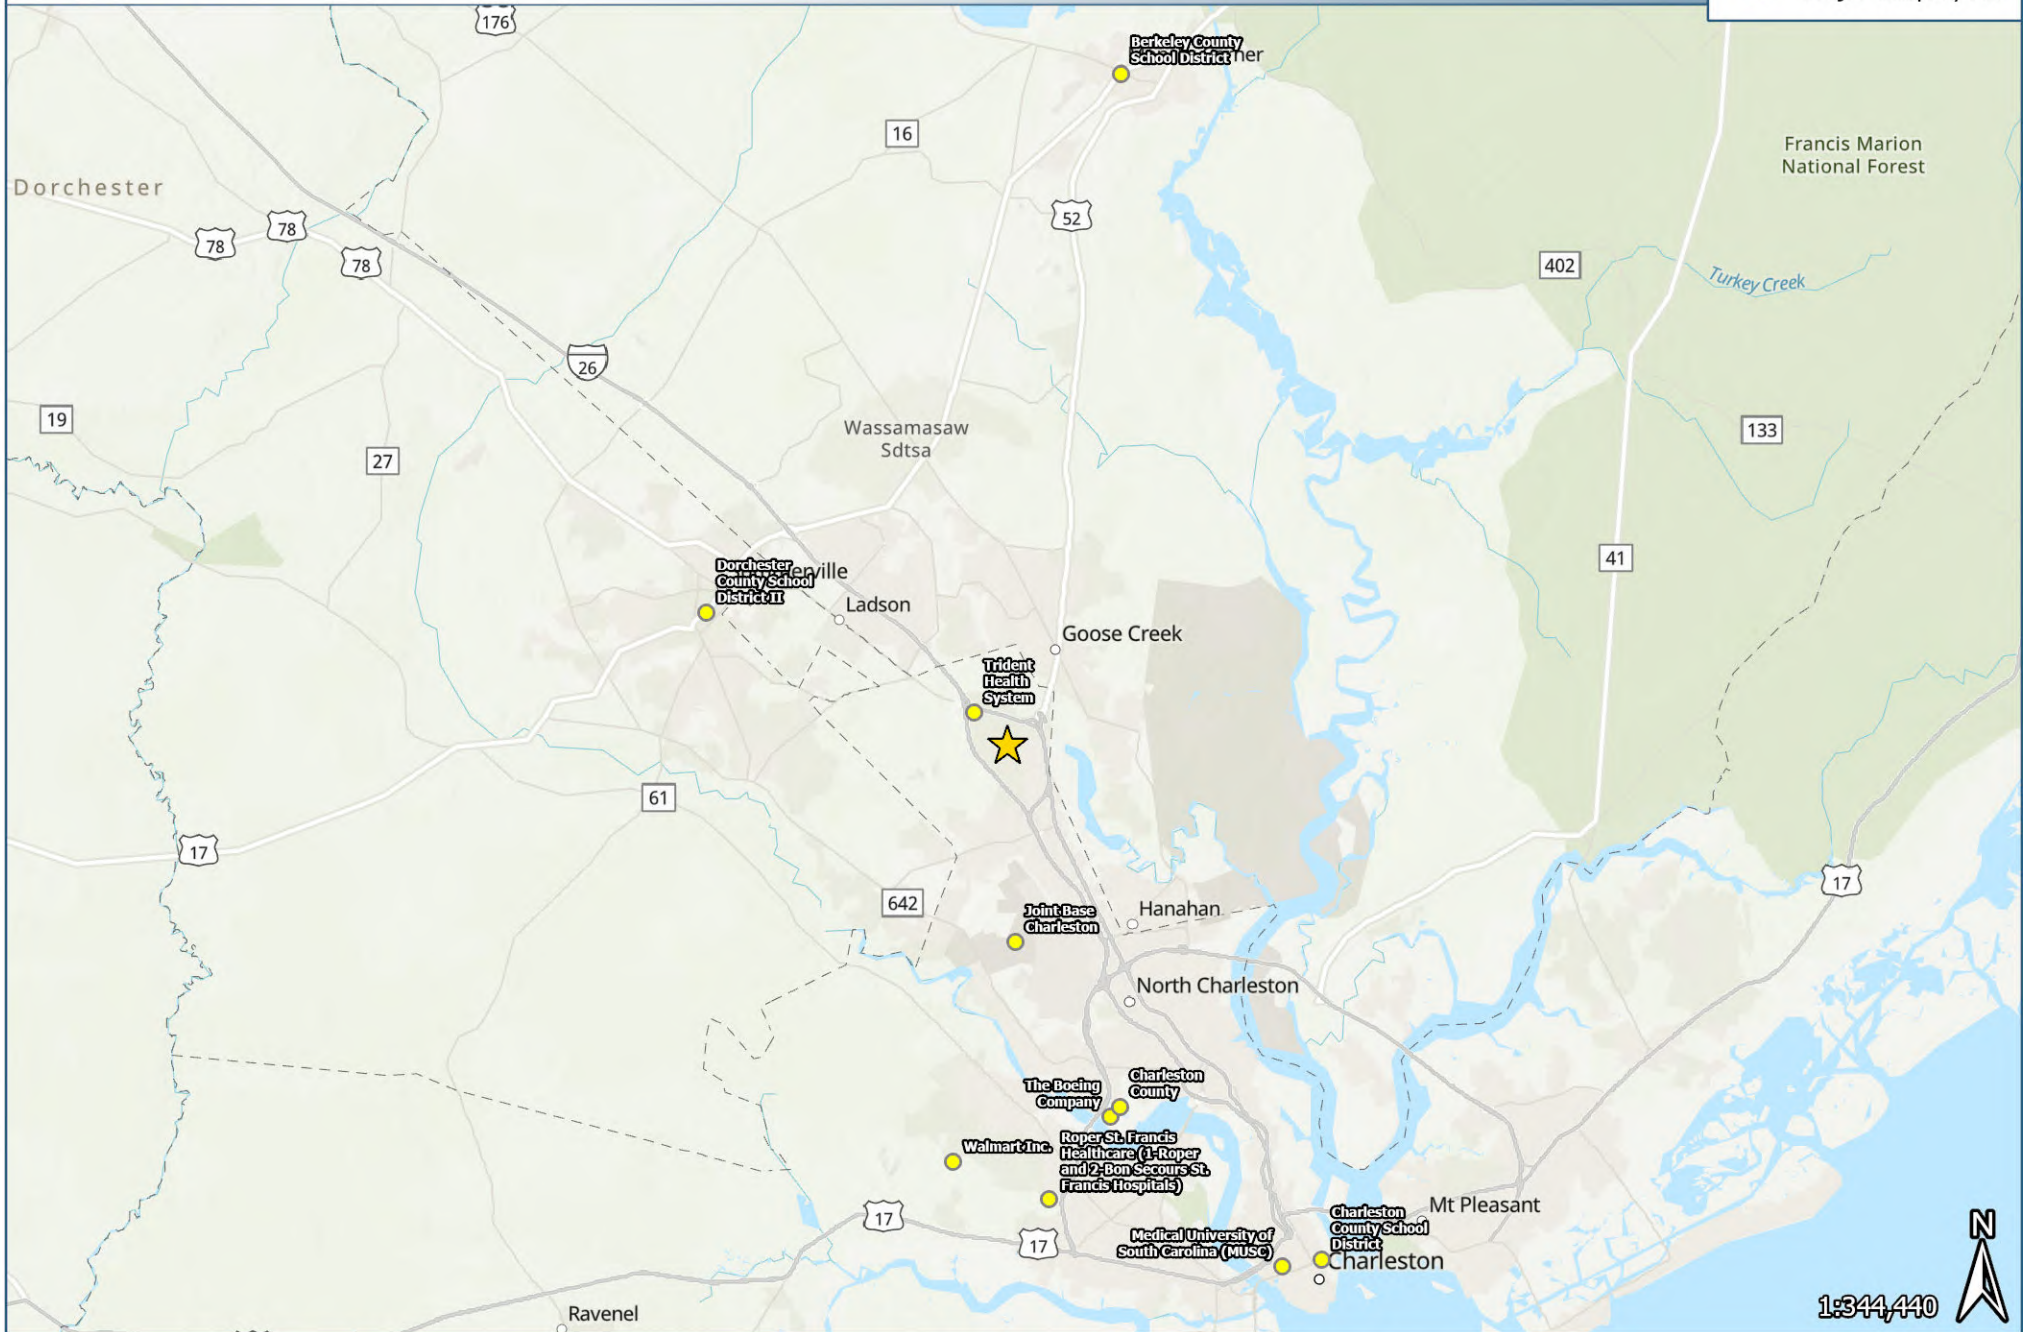 176
Berkeley County
School District
16
Francis Marion
National Forest
Dorchester
52
78
78
78
402
Turkey Creek
26
19
Wassamasaw
Sdtsa
133
27
41
Dorchester
County School
District II
Ladson
Goose Creek
Trident
Health
System
61
17
17
642
Joint Base
Charleston
Hanahan
North Charleston
The Boeing
Company
Charleston
County
Walmart Inc.
Roper St. Francis
Healthcare (1-Roper
and 2-Bon Secours St.
Francis Hospitals)
17
17
Mt Pleasant
Charleston
County School
District
Medical University of
South Carolina (MUSC)
Charleston
N
1:344,440
Ravenel